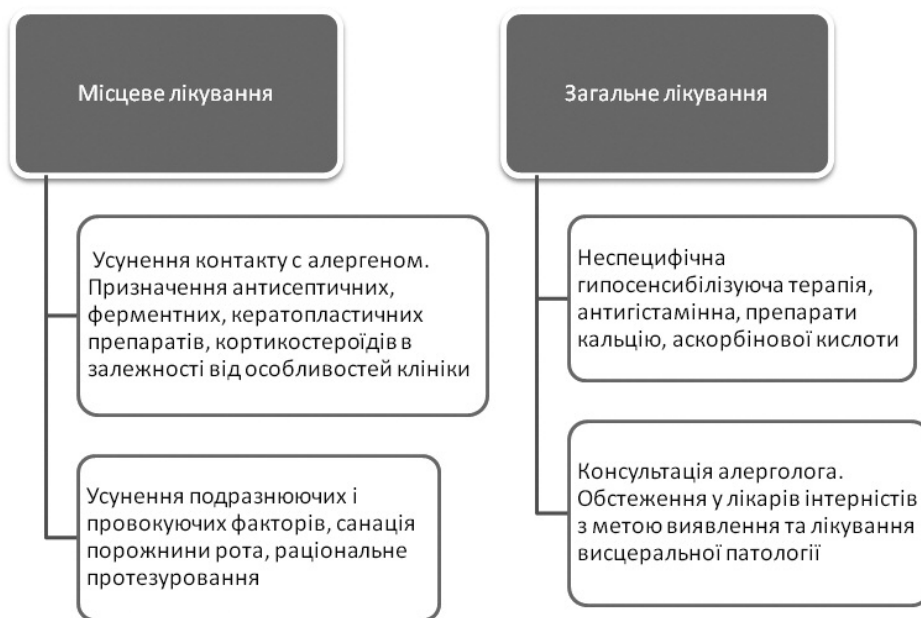 Місцеве лікування
Усунення контакту с алергеном.
Призначення антисептичних,
ферментних, кератопластичних
препаратів, кортикостероїдів в
залежності від особливостей клініки
Усунення подразнюючих і
провокуючих факторів, санація
порожнини рота, раціональне
протезуровання
Загальне лікування
Неспецифічна
гипосенсибілізуюча терапія,
антигістамінна, препарати
кальцію, аскорбінової кислоти
Консультація алерголога.
Обстеження у лікарів інтерністів
з метою виявлення та лікування
висцеральної патології